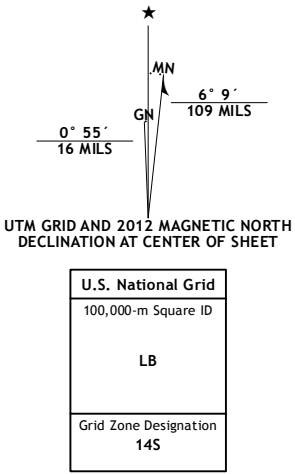 ★
MN
GN
6° 9´
109 MILS
0° 55´
16 MILS
UTM GRID AND 2012 MAGNETIC NORTH
DECLINATION AT CENTER OF SHEET
U.S. National Grid
100,000-m Square ID
LB
Grid Zone Designation
14S